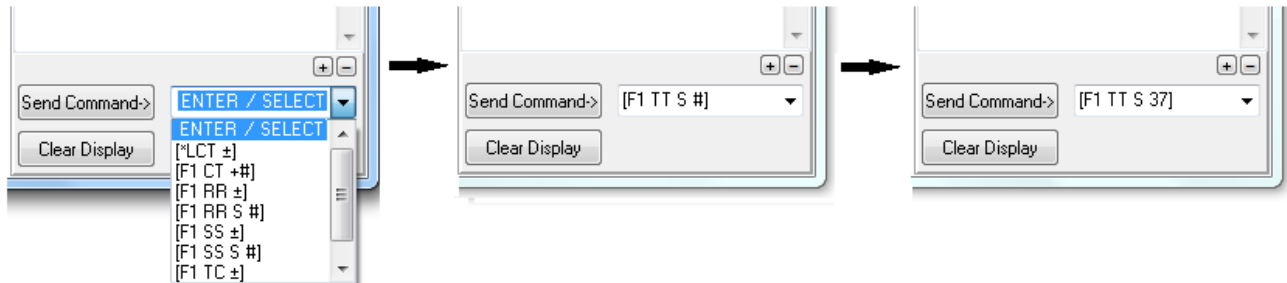 + −
Send Command-> ENTER / SELECT
ENTER / SELECT
Clear Display
[*LCT ±]
[F1 CT +#]
[F1 RR ±]
[F1 RR S #]
[F1 SS ±]
[F1 SS S #]
[F1 TC ±]
+ −
Send Command-> [F1 TT S #]
Clear Display
+ −
Send Command-> [F1 TT S 37]
Clear Display